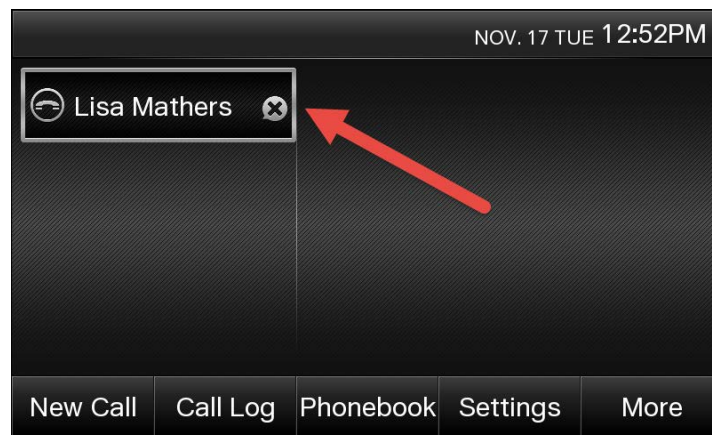 NOV. 17 TUE 12:52PM
Lisa Mathers
New Call Call Log Phonebook Settings More